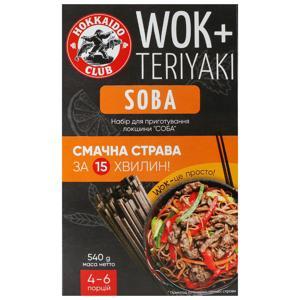 HOKKAIDO
CLUB
WOK+
TERIYAKI
SOBA
Набір для приготування
локшини "СОБА"
СМАЧНА СТРАВА
ЗА 15 ХВИЛИН!
WOK-це просто!
540 g
маса нетто
4-6
порцій